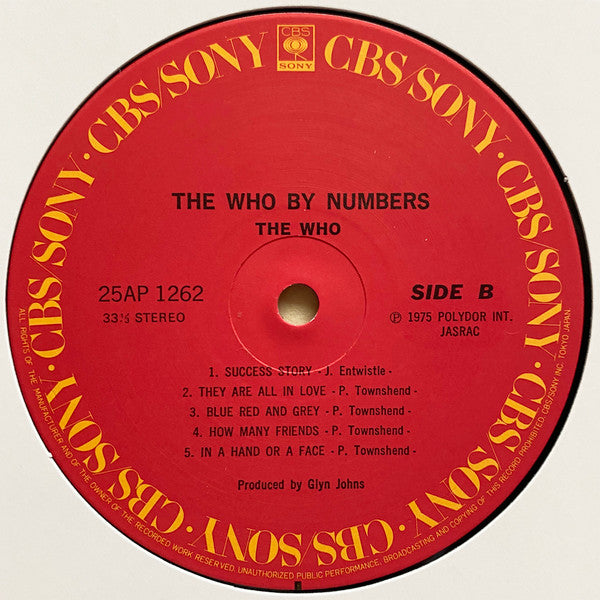 CBS
SONY
CBS/SONY · CBS/SONY · CBS/SONY · CBS/SONY · CBS/SONY · CBS/SONY · CBS/SONY · CBS/SONY
THE WHO BY NUMBERS
THE WHO
25AP 1262
33⅓ STEREO
SIDE B
Ⓟ 1975 POLYDOR INT.
JASRAC
1. SUCCESS STORY - J. Entwistle -
2. THEY ARE ALL IN LOVE - P. Townshend -
3. BLUE RED AND GREY - P. Townshend -
4. HOW MANY FRIENDS - P. Townshend -
5. IN A HAND OR A FACE - P. Townshend -
Produced by Glyn Johns
ALL RIGHTS OF THE MANUFACTURER AND OF THE OWNER OF THE RECORDED WORK RESERVED. UNAUTHORIZED PUBLIC PERFORMANCE, BROADCASTING AND COPYING OF THIS RECORD PROHIBITED. CBS/SONY INC. TOKYO JAPAN.